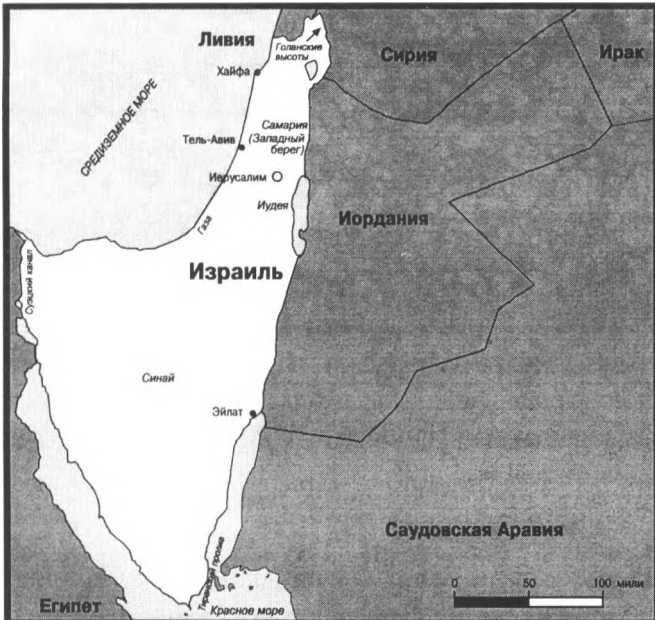 Ливия
Голанские
высоты
Сирия
Ирак
Хайфа
СРЕДИЗЕМНОЕ МОРЕ
Самария
(Западный
берег)
Тель-Авив
Иерусалим
Иудея
Иордания
Газа
Суэцкий канал
Израиль
Синай
Эйлат
Саудовская Аравия
Тиранский пролив
0 50 100 мили
Египет
Красное море